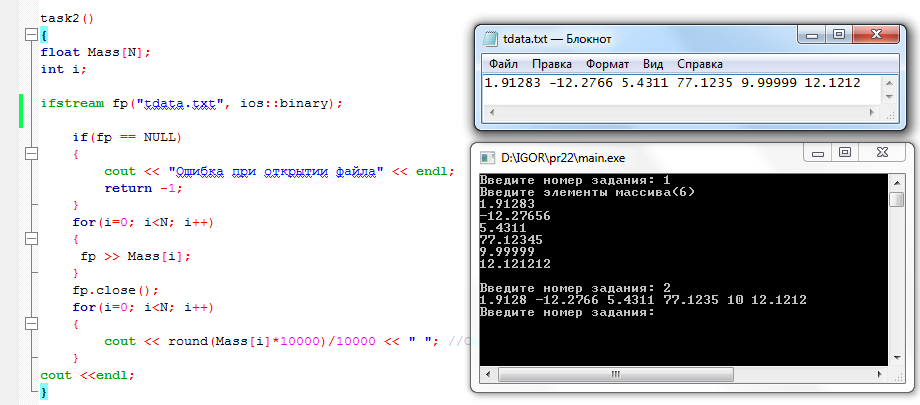 task2()
{
float Mass[N];
int i;
ifstream fp("tdata.txt", ios::binary);
if(fp == NULL)
{
cout << "Ошибка при открытии файла" << endl;
return -1;
}
for(i=0; i<N; i++)
{
fp >> Mass[i];
}
fp.close();
for(i=0; i<N; i++)
{
cout << round(Mass[i]*10000)/10000 << " "; //
}
cout <<endl;
}
tdata.txt — Блокнот
Файл Правка Формат Вид Справка
1.91283 -12.2766 5.4311 77.1235 9.99999 12.1212
D:\IGOR\pr22\main.exe
Введите номер задания: 1
Введите элементы массива(6)
1.91283
-12.27656
5.4311
77.12345
9.99999
12.121212
Введите номер задания: 2
1.9128 -12.2766 5.4311 77.1235 10 12.1212
Введите номер задания: